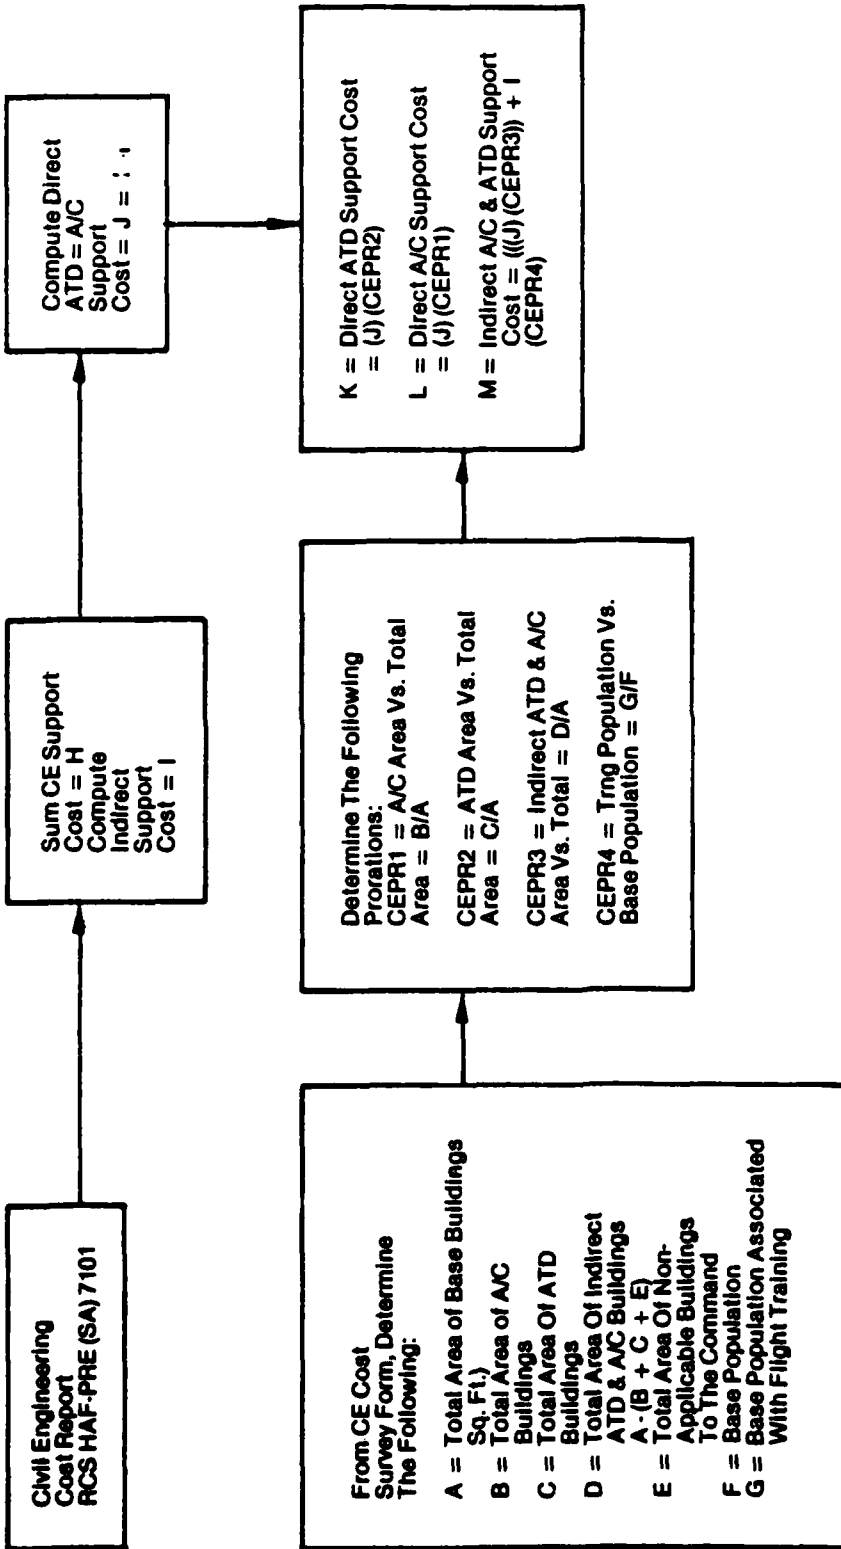 Civil Engineering
Cost Report
RCS HAF-PRE (SA) 7101
Sum CE Support
Cost = H
Compute
Indirect
Support
Cost = I
Compute Direct
ATD = A/C
Support
Cost = J =
From CE Cost
Survey Form, Determine
The Following:
A = Total Area of Base Buildings
Sq. Ft.)
B = Total Area of A/C
Buildings
C = Total Area Of ATD
Buildings
D = Total Area Of Indirect
ATD & A/C Buildings
A - (B + C + E)
E = Total Area Of Non-
Applicable Buildings
To The Command
F = Base Population
G = Base Population Associated
With Flight Training
Determine The Following
Prorations:
CEPR1 = A/C Area Vs. Total
Area = B/A
CEPR2 = ATD Area Vs. Total
Area = C/A
CEPR3 = Indirect ATD & A/C
Area Vs. Total = D/A
CEPR4 = Trng Population Vs.
Base Population = G/F
K = Direct ATD Support Cost
= (J) (CEPR2)
L = Direct A/C Support Cost
= (J) (CEPR1)
M = Indirect A/C & ATD Support
Cost = (((J) (CEPR3)) + I
(CEPR4)